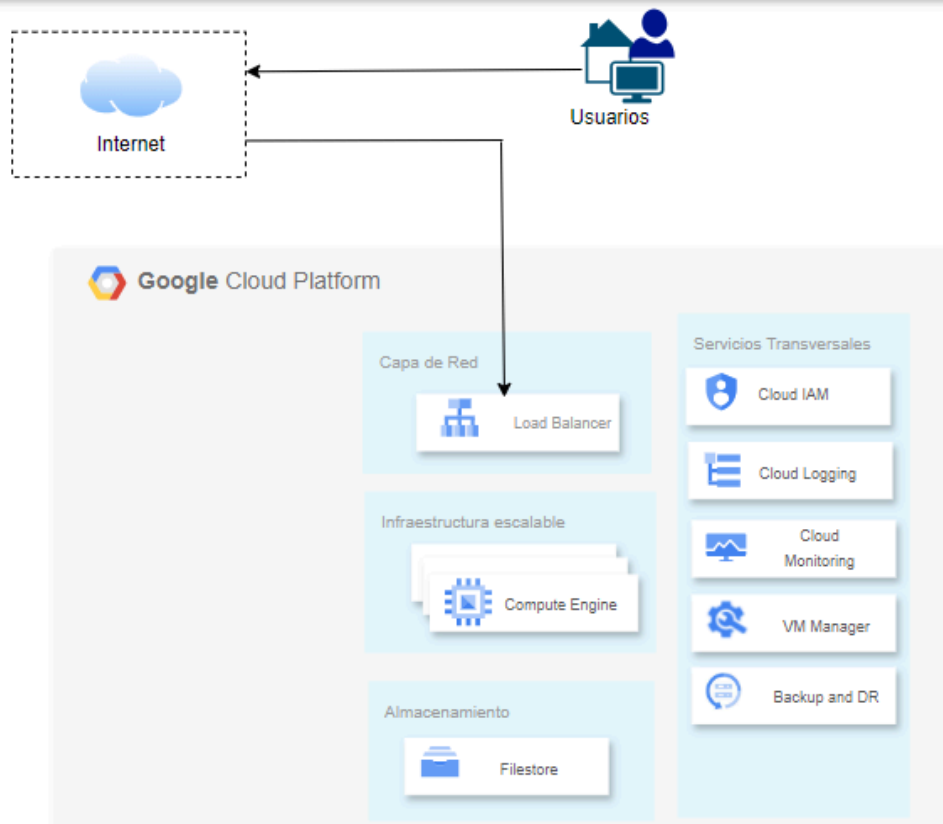 Usuarios
Internet
Google Cloud Platform
Capa de Red
Load Balancer
Infraestructura escalable
Compute Engine
Almacenamiento
Filestore
Servicios Transversales
Cloud IAM
Cloud Logging
Cloud
Monitoring
VM Manager
Backup and DR